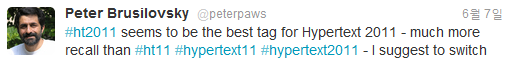 Peter Brusilovsky @peterpaws 6월 7일
#ht2011 seems to be the best tag for Hypertext 2011 - much more
recall than #ht11 #hypertext11 #hypertext2011 - I suggest to switch